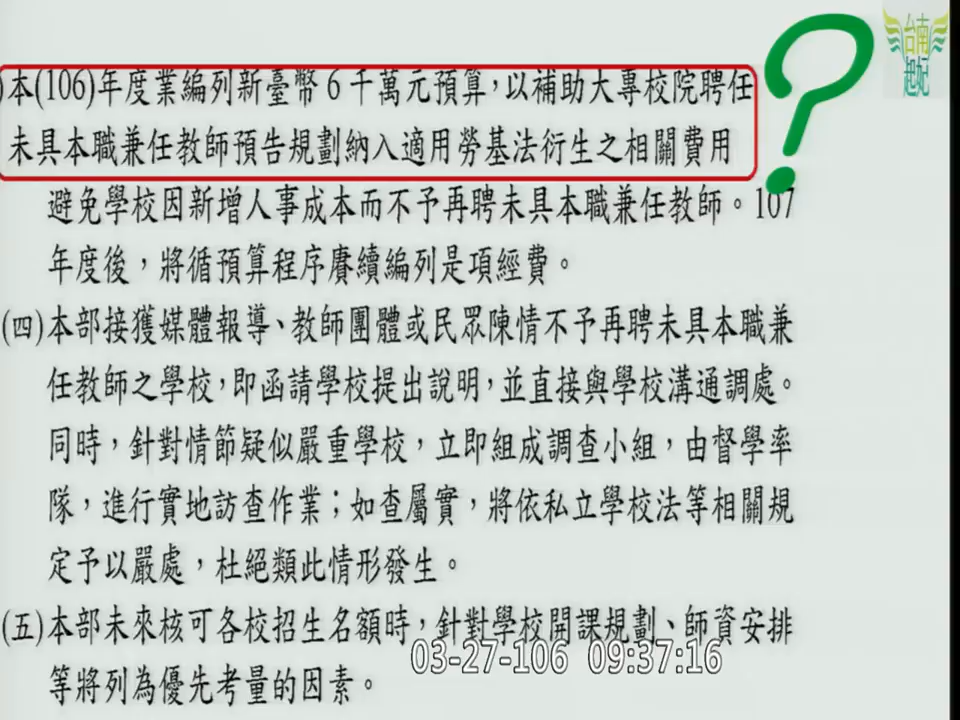 )本(106)年度業編列新臺幣6千萬元預算,以補助大專校院聘任
未具本職兼任教師預告規劃納入適用勞基法衍生之相關費用
避免學校因新增人事成本而不予再聘未具本職兼任教師。107
年度後,將循預算程序賡續編列是項經費。
(四)本部接獲媒體報導、教師團體或民眾陳情不予再聘未具本職兼
任教師之學校,即函請學校提出說明,並直接與學校溝通調處。
同時,針對情節疑似嚴重學校,立即組成調查小組,由督學率
隊,進行實地訪查作業;如查屬實,將依私立學校法等相關規
定予以嚴處,杜絕類此情形發生。
(五)本部未來核可各校招生名額時,針對學校開課規劃、師資安排
等將列為優先考量的因素。
03-27-106 09:37:16
?
台南
起妃